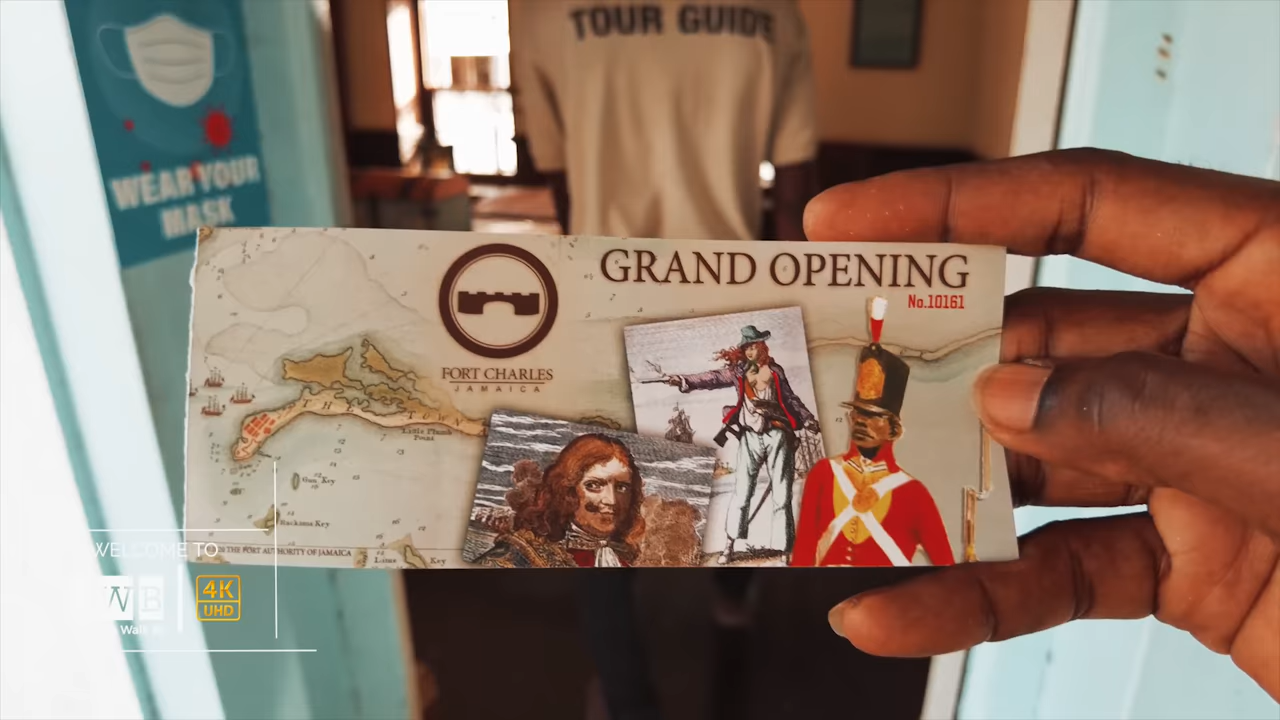 TOUR GUIDE
WEAR YOUR
MASK
GRAND OPENING
No.10161
FORT CHARLES
JAMAICA
Gun Key
Rackams Key
THE PORT AUTHORITY OF JAMAICA
Lime Key
WELCOME TO
WB
4K
UHD
Walk